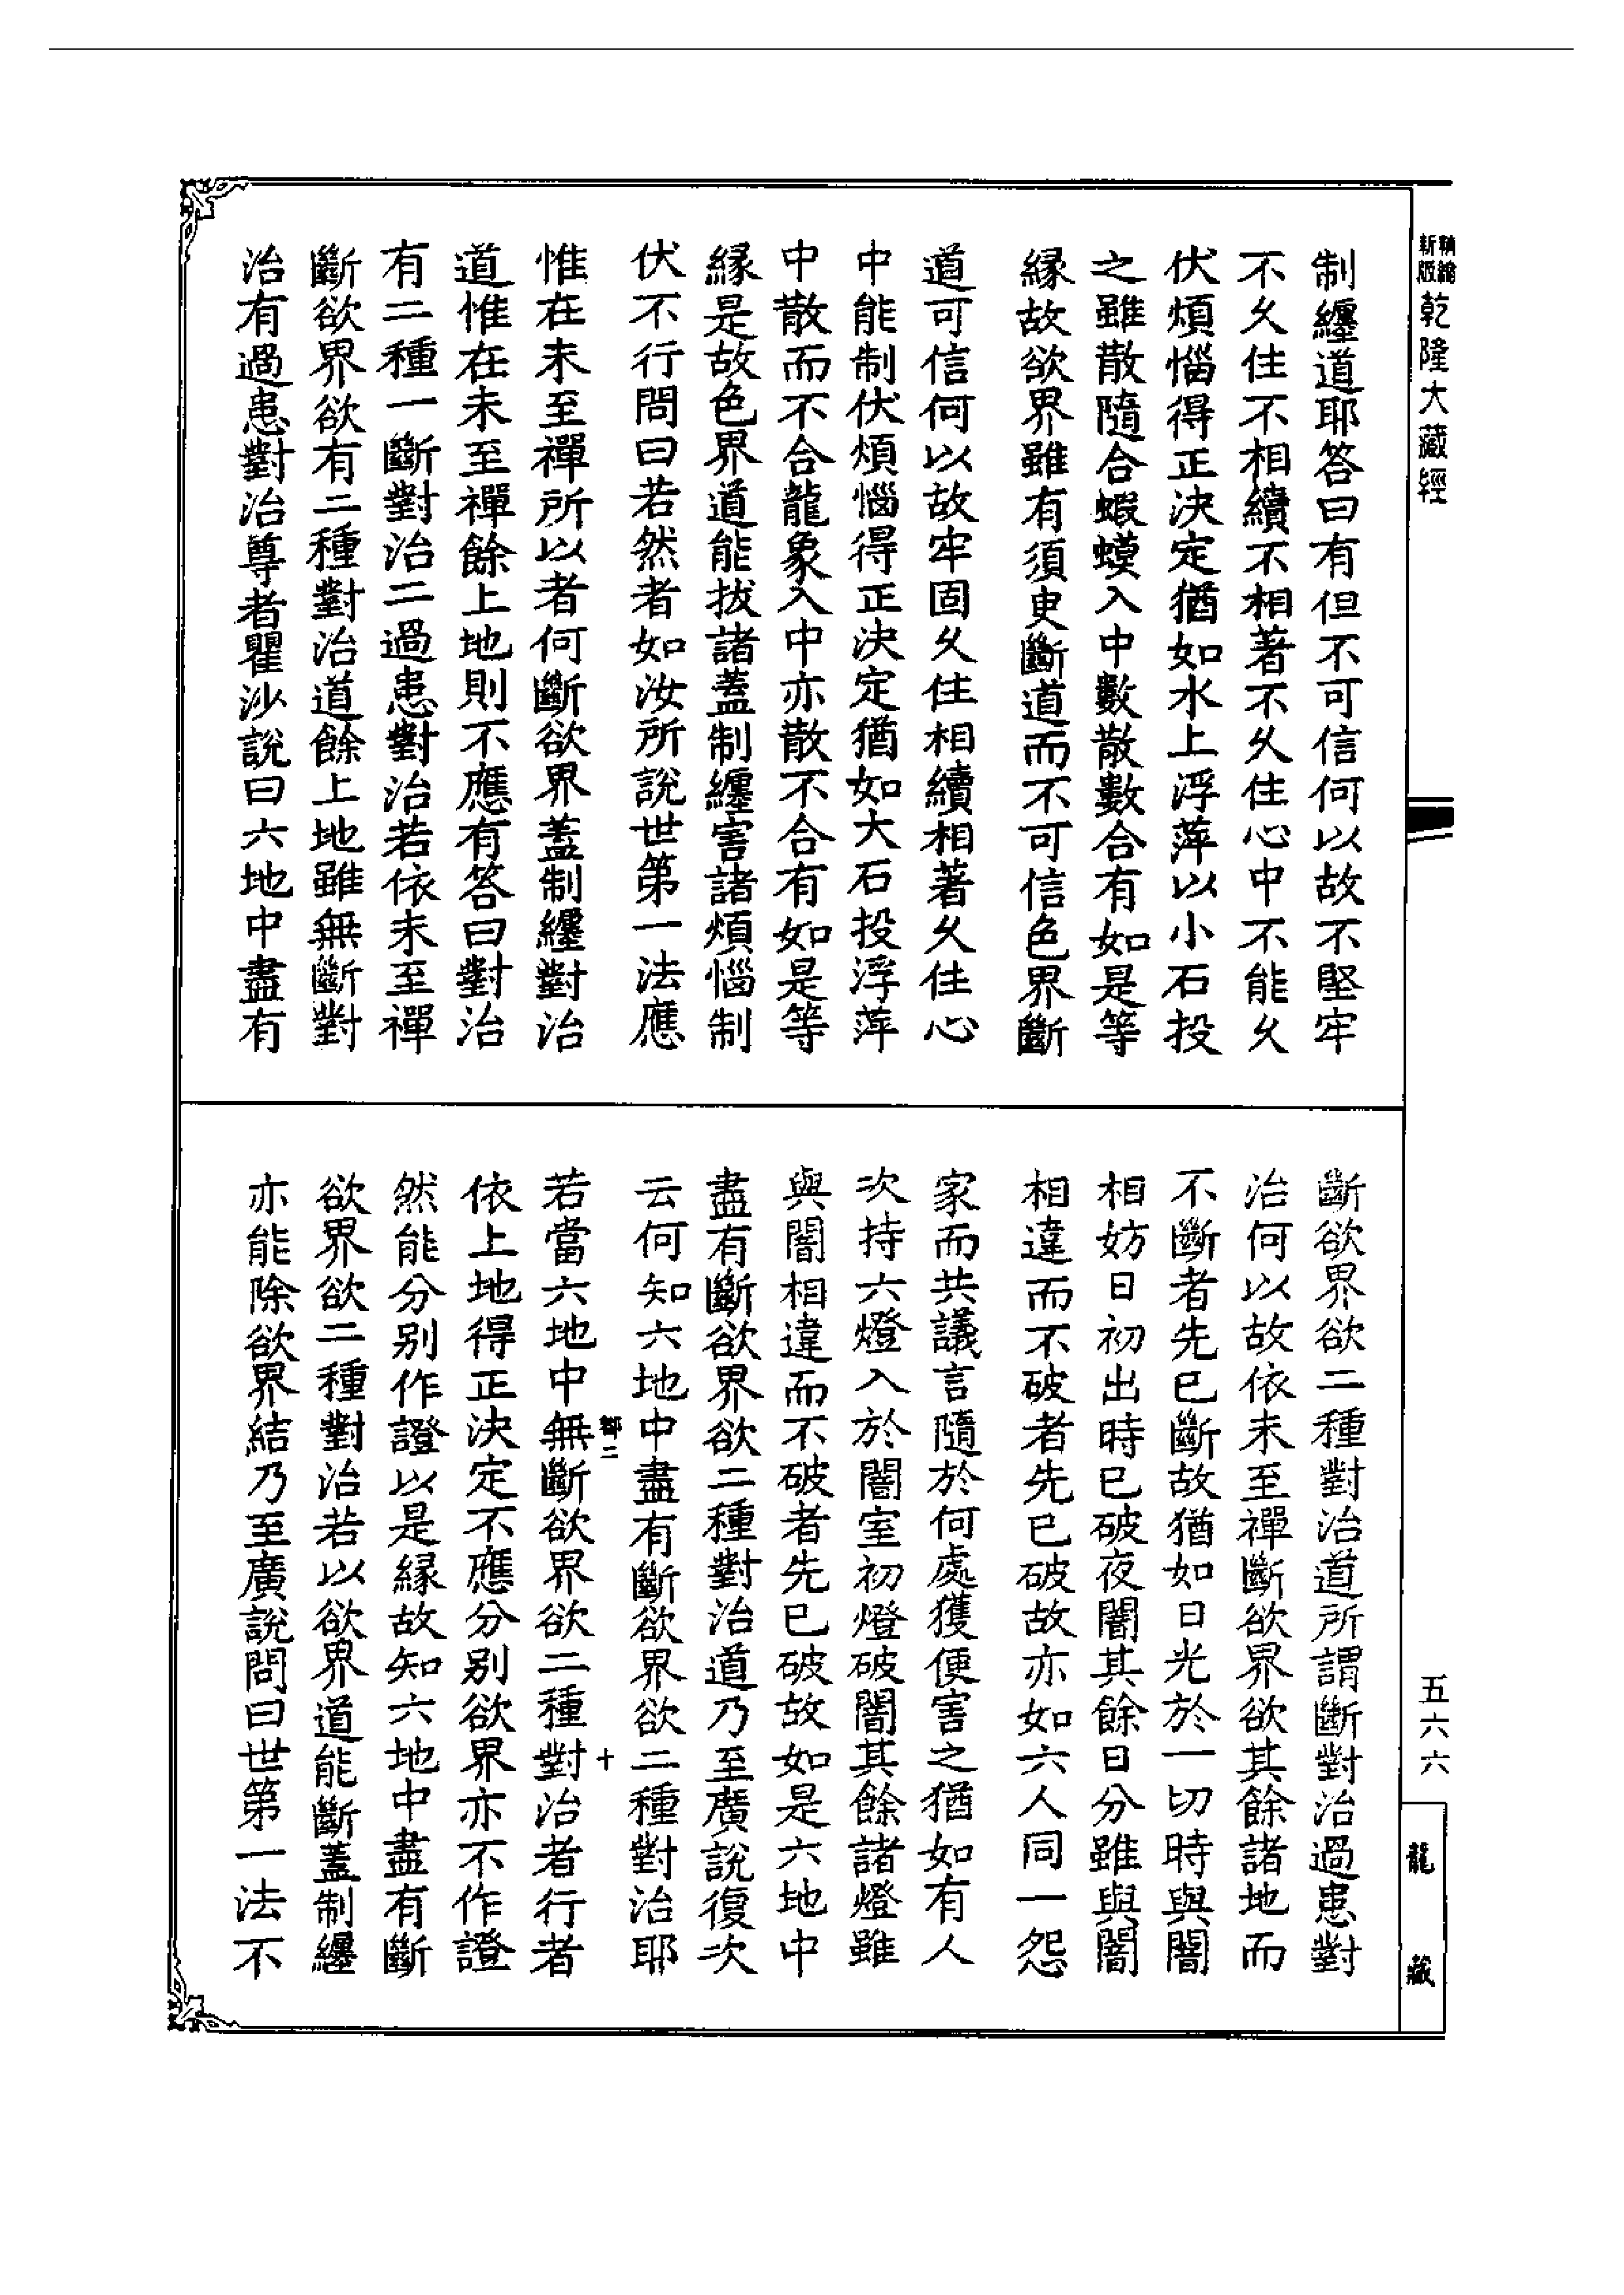 精繪
新版
乾隆大藏經
五六六
龍藏
制纏道耶答曰有但不可信何以故不堅牢
不久住不相續不相著不久住心中不能久
伏煩惱得正決定猶如水上浮萍以小石投
之雖散隨合蝦蟆入中數散數合有如是等
緣故欲界雖有須臾斷道而不可信色界斷
道可信何以故牢固久住相續相著久住心
中能制伏煩惱得正決定猶如大石投浮萍
中散而不合龍象入中亦散不合有如是等
緣是故色界道能拔諸蓋制纏害諸煩惱制
伏不行問曰若然者如汝所說世第一法應
惟在未至禪所以者何斷欲界蓋制纏對治
道惟在未至禪餘上地則不應有答曰對治
有二種一斷對治二過患對治若依未至禪
斷欲界欲有二種對治道餘上地雖無斷對
治有過患對治尊者瞿沙說曰六地中盡有
斷欲界欲二種對治道所謂斷對治過患對
治何以故依未至禪斷欲界欲其餘諸地而
不斷者先已斷故猶如日光於一切時與闇
相妨日初出時已破夜闇其餘日分雖與闇
相違而不破者先已破故亦如六人同一怨
家而共議言隨於何處獲便害之猶如有人
次持六燈入於闇室初燈破闇其餘諸燈雖
與闇相違而不破者先已破故如是六地中
盡有斷欲界欲二種對治道乃至廣說復次
云何知六地中盡有斷欲界欲二種對治耶
鄉二 十
若當六地中無斷欲界欲二種對治者行者
依上地得正決定不應分別欲界亦不作證
然能分別作證以是緣故知六地中盡有斷
欲界欲二種對治若以欲界道能斷蓋制纏
亦能除欲界結乃至廣說問曰世第一法不